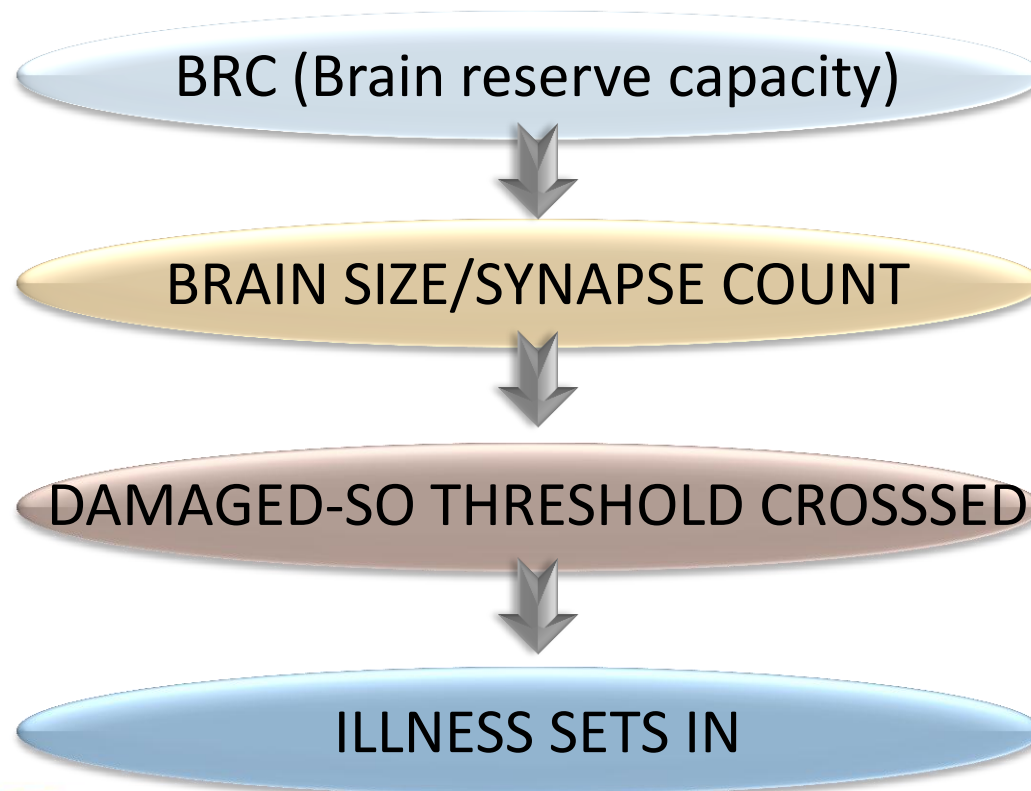 BRC (Brain reserve capacity)
BRAIN SIZE/SYNAPSE COUNT
DAMAGED-SO THRESHOLD CROSSSED
ILLNESS SETS IN